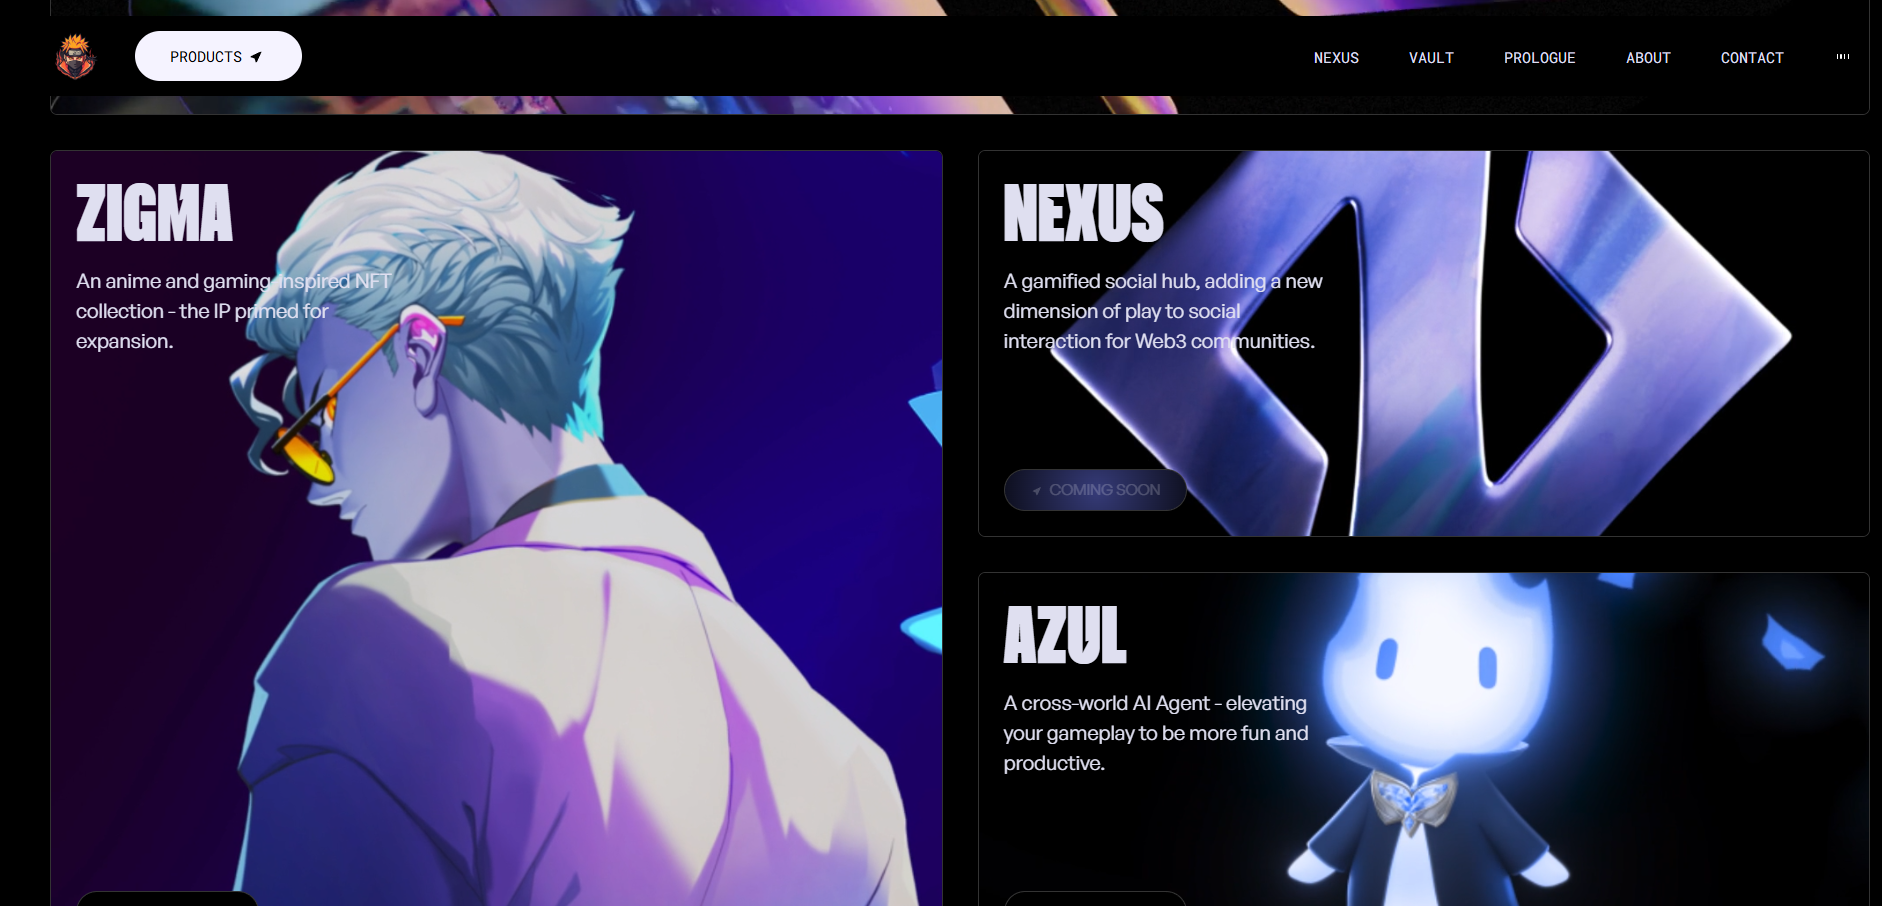 PRODUCTS
NEXUS
VAULT
PROLOGUE
ABOUT
CONTACT
ZIGMA
An anime and gaming-inspired NFT
collection - the IP primed for
expansion.
NEXUS
A gamified social hub, adding a new
dimension of play to social
interaction for Web3 communities.
COMING SOON
AZUL
A cross-world AI Agent - elevating
your gameplay to be more fun and
productive.